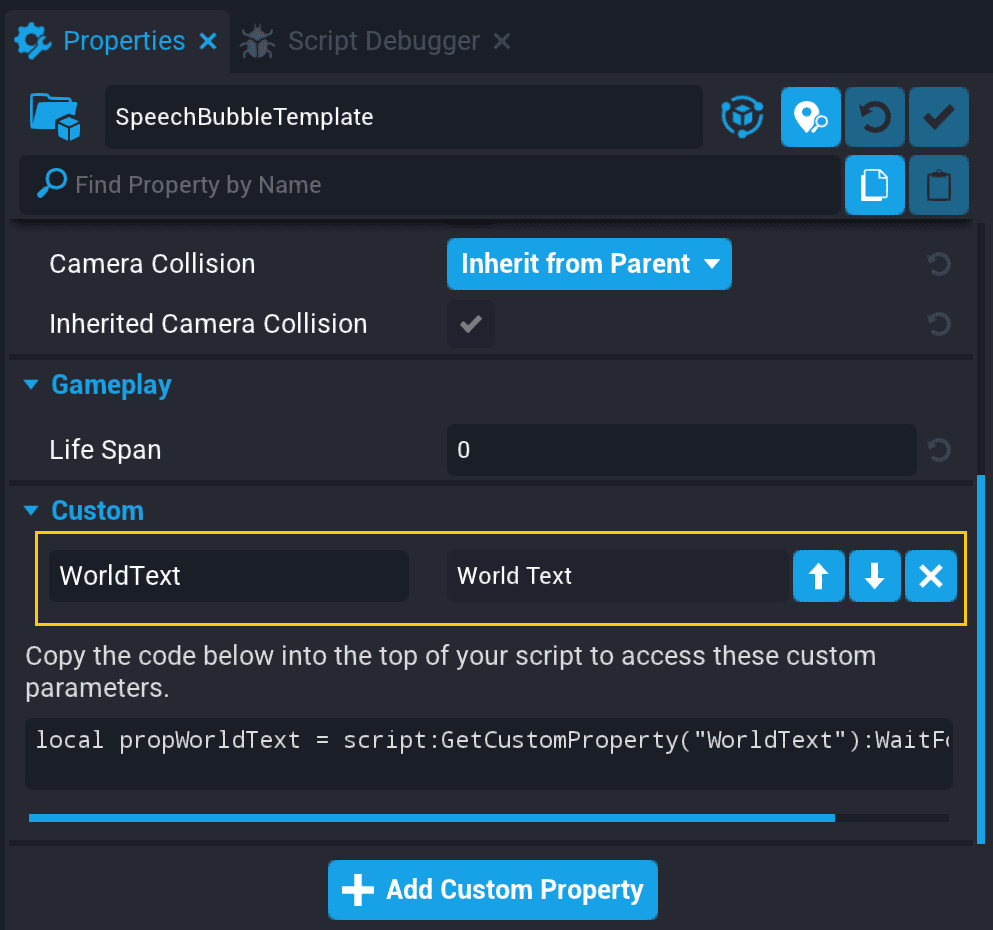 Properties Script Debugger
SpeechBubbleTemplate
Find Property by Name
Camera Collision Inherit from Parent
Inherited Camera Collision
Gameplay
Life Span 0
Custom
WorldText World Text
Copy the code below into the top of your script to access these custom
parameters.
local propWorldText = script:GetCustomProperty("WorldText"):WaitFo
Add Custom Property